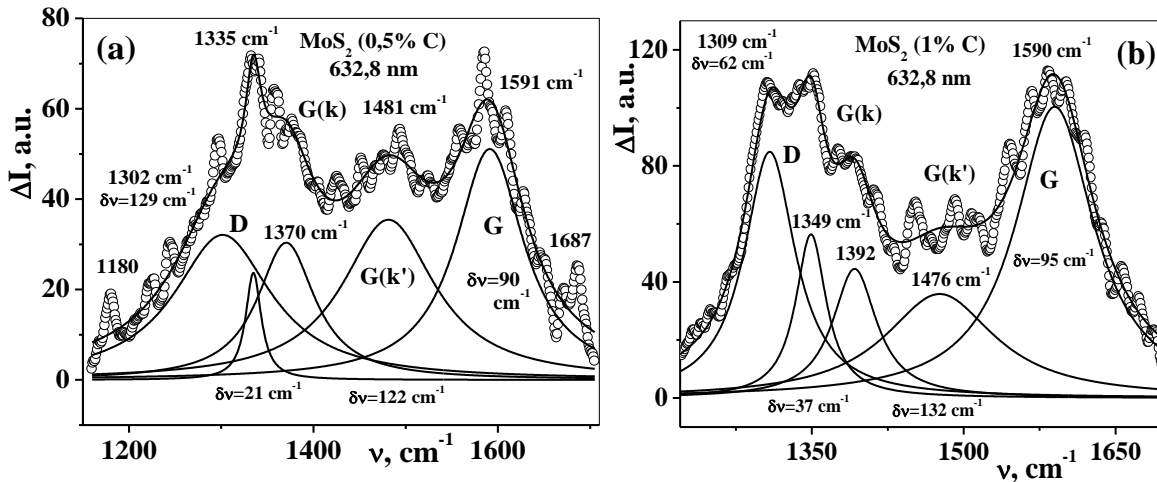 (a)
1335 cm⁻¹
MoS₂ (0,5% C)
632,8 nm
1591 cm⁻¹
G(k)
1481 cm⁻¹
1302 cm⁻¹
δν=129 cm⁻¹
D
1370 cm⁻¹
G
1687
1180
G(k')
δν=90
cm⁻¹
δν=21 cm⁻¹
δν=122 cm⁻¹
80
60
40
20
0
ΔI, a.u.
1200
1400
1600
ν, cm⁻¹
1309 cm⁻¹
δν=62 cm⁻¹
MoS₂ (1% C)
632,8 nm
1590 cm⁻¹
(b)
G(k)
D
G(k')
G
1349 cm⁻¹
1392
1476 cm⁻¹
δν=95 cm⁻¹
δν=37 cm⁻¹
δν=132 cm⁻¹
120
80
40
0
ΔI, a.u.
1350
1500
1650
ν, cm⁻¹